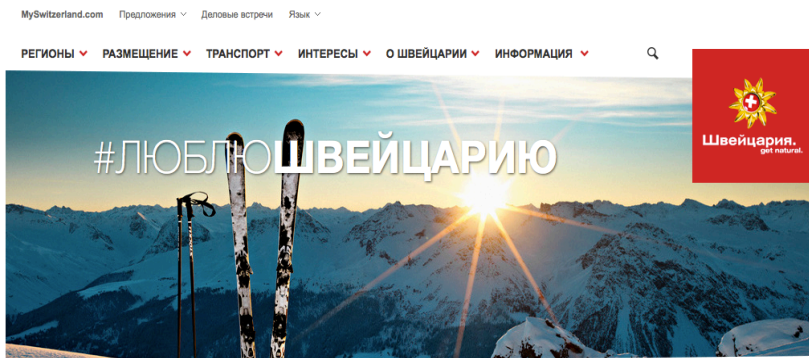 MySwitzerland.com Предложения Деловые встречи Язык
РЕГИОНЫ РАЗМЕЩЕНИЕ ТРАНСПОРТ ИНТЕРЕСЫ О ШВЕЙЦАРИИ ИНФОРМАЦИЯ
#ЛЮБЛЮШВЕЙЦАРИЮ
Швейцария.
get natural.